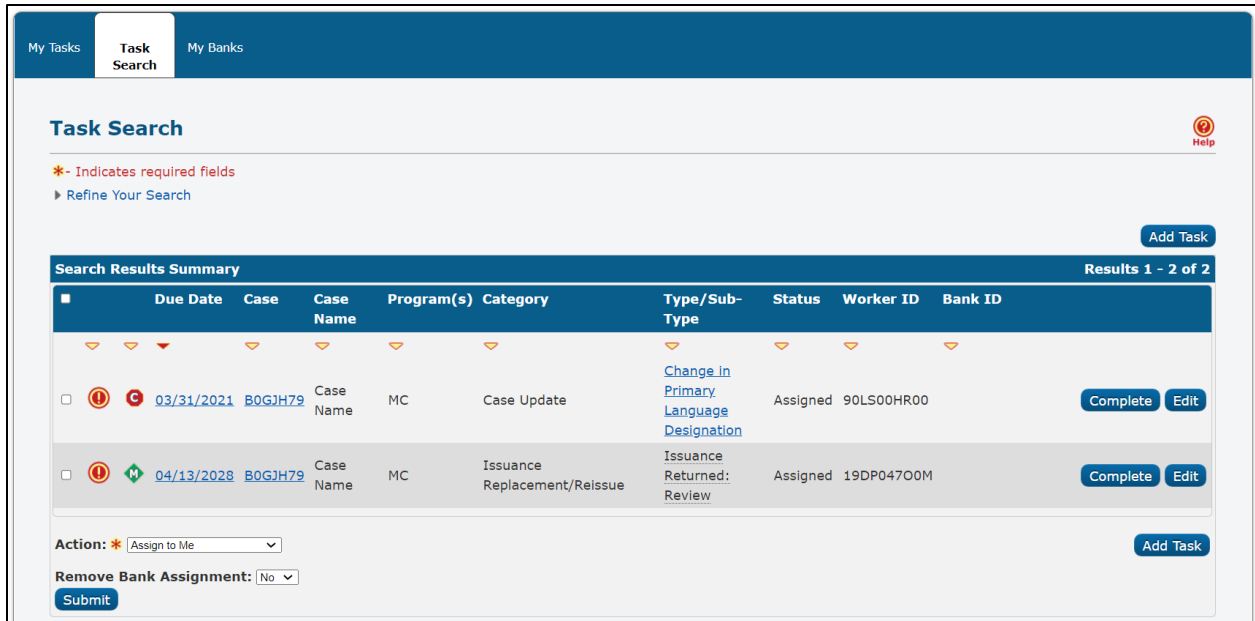 My Tasks
Task
Search
My Banks
Task Search
Help
*- Indicates required fields
Refine Your Search
Add Task
Search Results Summary
Results 1 - 2 of 2
Due Date Case Case Name Program(s) Category Type/Sub-Type Status Worker ID Bank ID
C 03/31/2021 B0GJH79 Case Name MC Case Update Change in Primary Language Designation Assigned 90LS00HR00 Complete Edit
M 04/13/2028 B0GJH79 Case Name MC Issuance Replacement/Reissue Issuance Returned: Review Assigned 19DP047O0M Complete Edit
Action: * Assign to Me
Add Task
Remove Bank Assignment: No
Submit